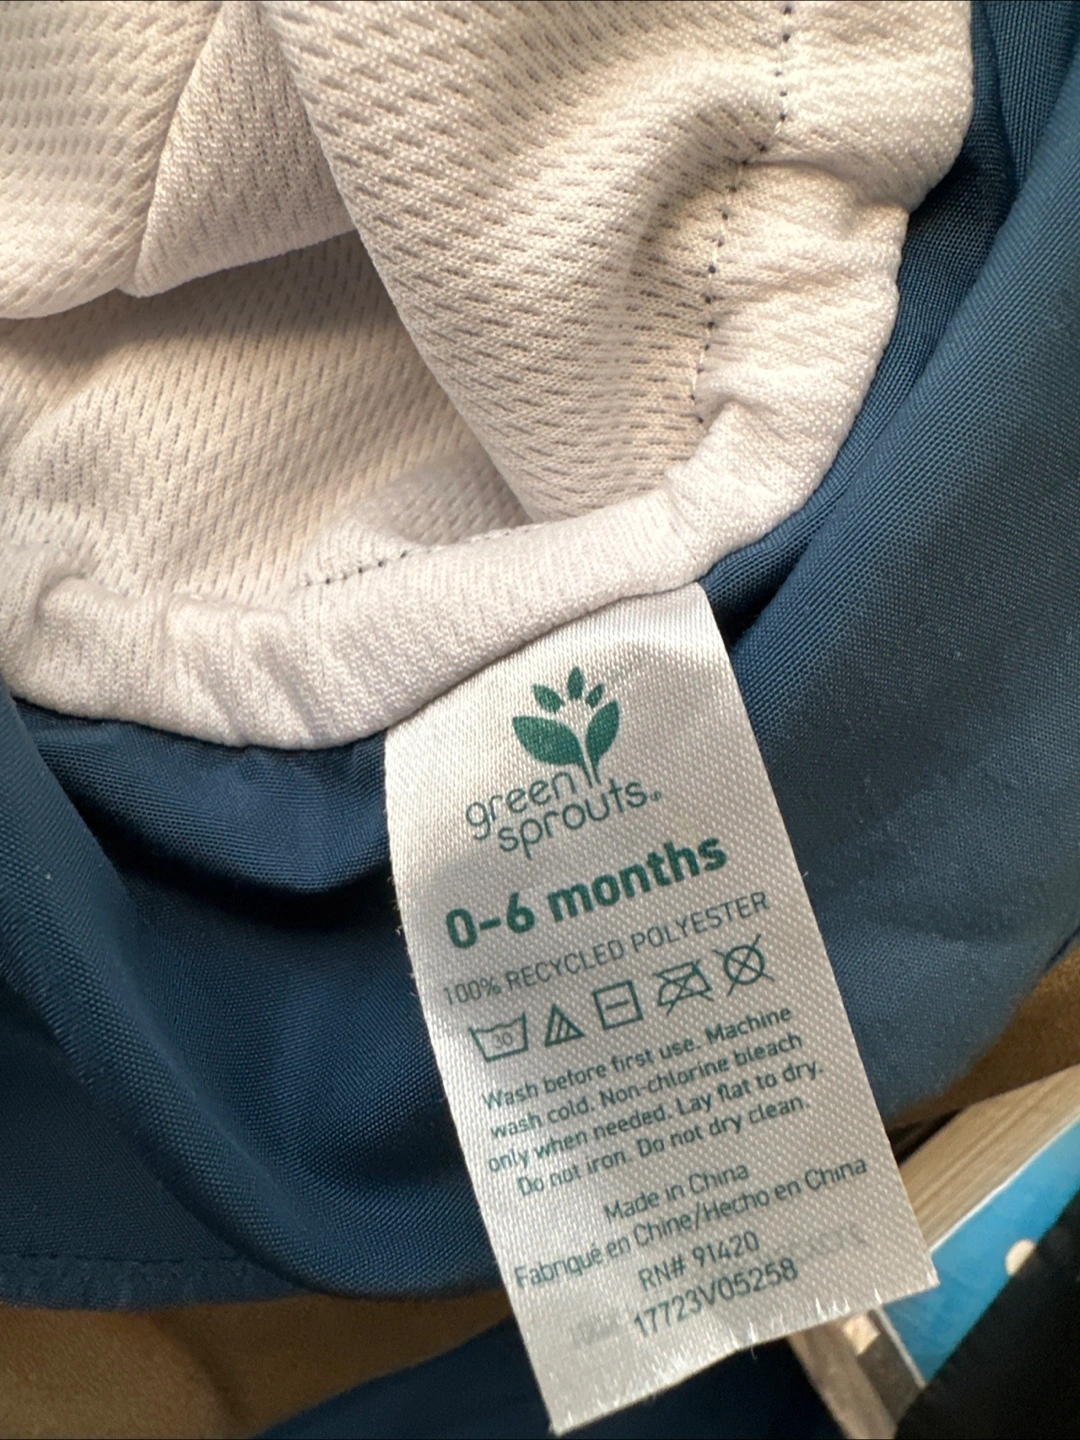 green
sprouts®
0-6 months
100% RECYCLED POLYESTER
30
Wash before first use. Machine
wash cold. Non-chlorine bleach
only when needed. Lay flat to dry.
Do not iron. Do not dry clean.
Made in China
Fabriqué en Chine/Hecho en China
RN# 91420
17723V05258